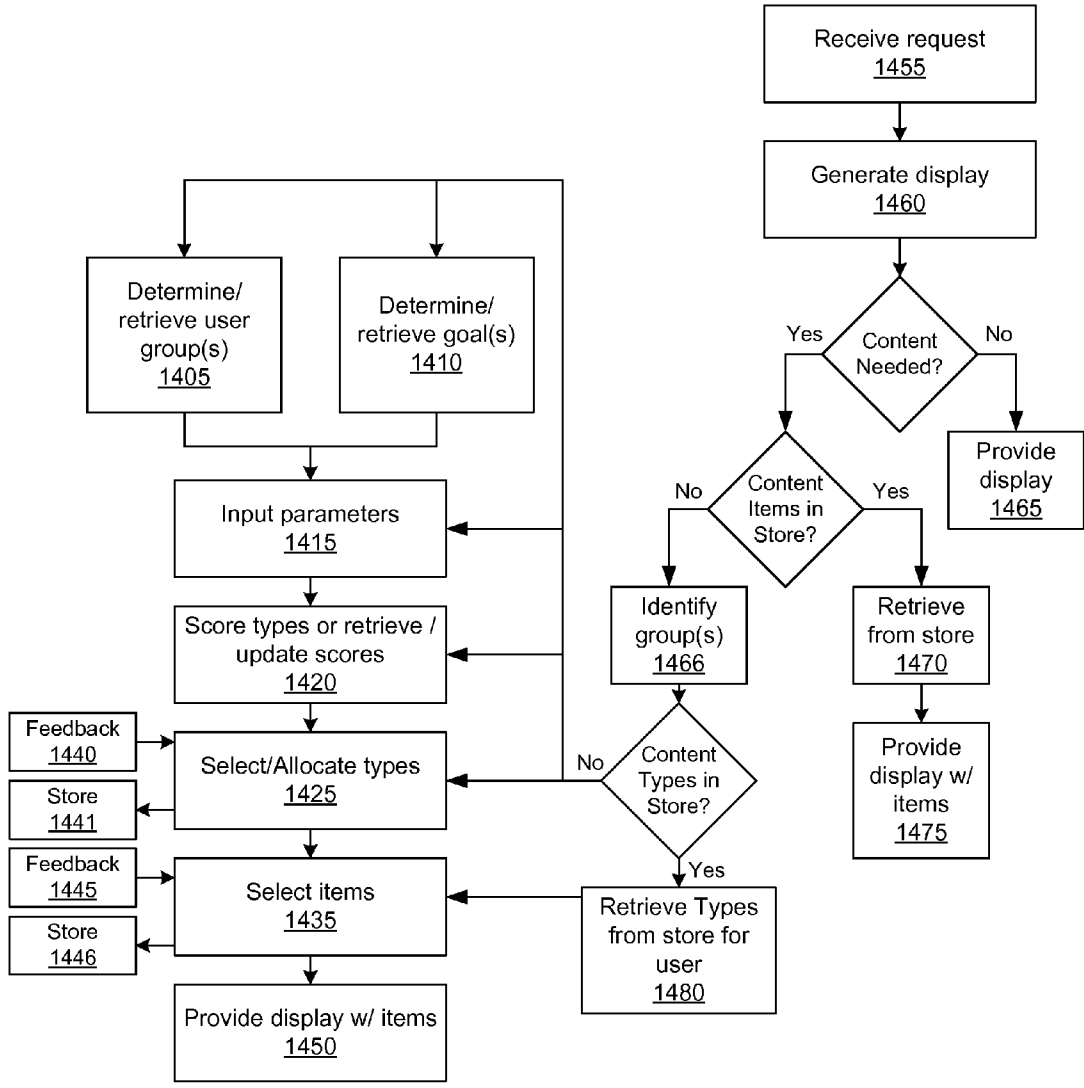 Receive request
1455
Generate display
1460
Content
Needed?
Yes
No
Provide
display
1465
Content
Items in
Store?
No
Yes
Identify
group(s)
1466
Retrieve
from store
1470
Provide
display w/
items
1475
Content
Types in
Store?
No
Yes
Retrieve Types
from store for
user
1480
Determine/
retrieve user
group(s)
1405
Determine/
retrieve goal(s)
1410
Input parameters
1415
Score types or retrieve /
update scores
1420
Feedback
1440
Store
1441
Select/Allocate types
1425
Feedback
1445
Store
1446
Select items
1435
Provide display w/ items
1450